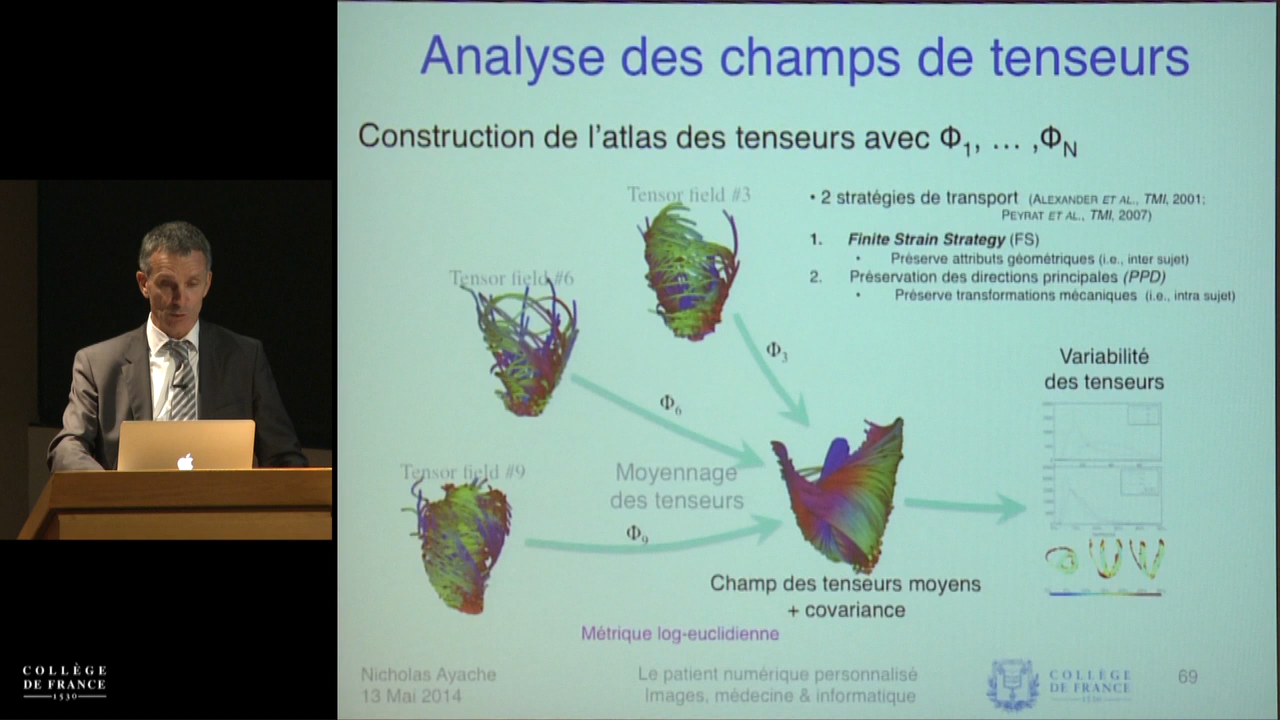 Analyse des champs de tenseurs
Construction de l'atlas des tenseurs avec Φ1, … ,ΦN
Tensor field #3
• 2 stratégies de transport (ALEXANDER ET AL., TMI, 2001;
PEYRAT ET AL., TMI, 2007)
1. Finite Strain Strategy (FS)
• Préserve attributs géométriques (i.e., inter sujet)
2. Préservation des directions principales (PPD)
• Préserve transformations mécaniques (i.e., intra sujet)
Tensor field #6
Φ3
Variabilité
des tenseurs
Φ6
Tensor field #9
Moyennage
des tenseurs
Φ9
Champ des tenseurs moyens
+ covariance
Métrique log-euclidienne
Nicholas Ayache
13 Mai 2014
Le patient numérique personnalisé
Images, médecine & informatique
COLLÈGE
DE FRANCE
69
COLLÈGE
DE FRANCE
1530